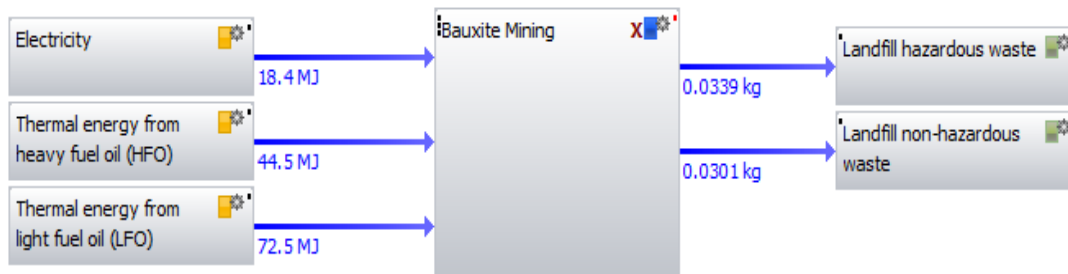 Electricity
18.4 MJ
Thermal energy from
heavy fuel oil (HFO)
44.5 MJ
Thermal energy from
light fuel oil (LFO)
72.5 MJ
Bauxite Mining
X
0.0339 kg
0.0301 kg
Landfill hazardous waste
Landfill non-hazardous
waste